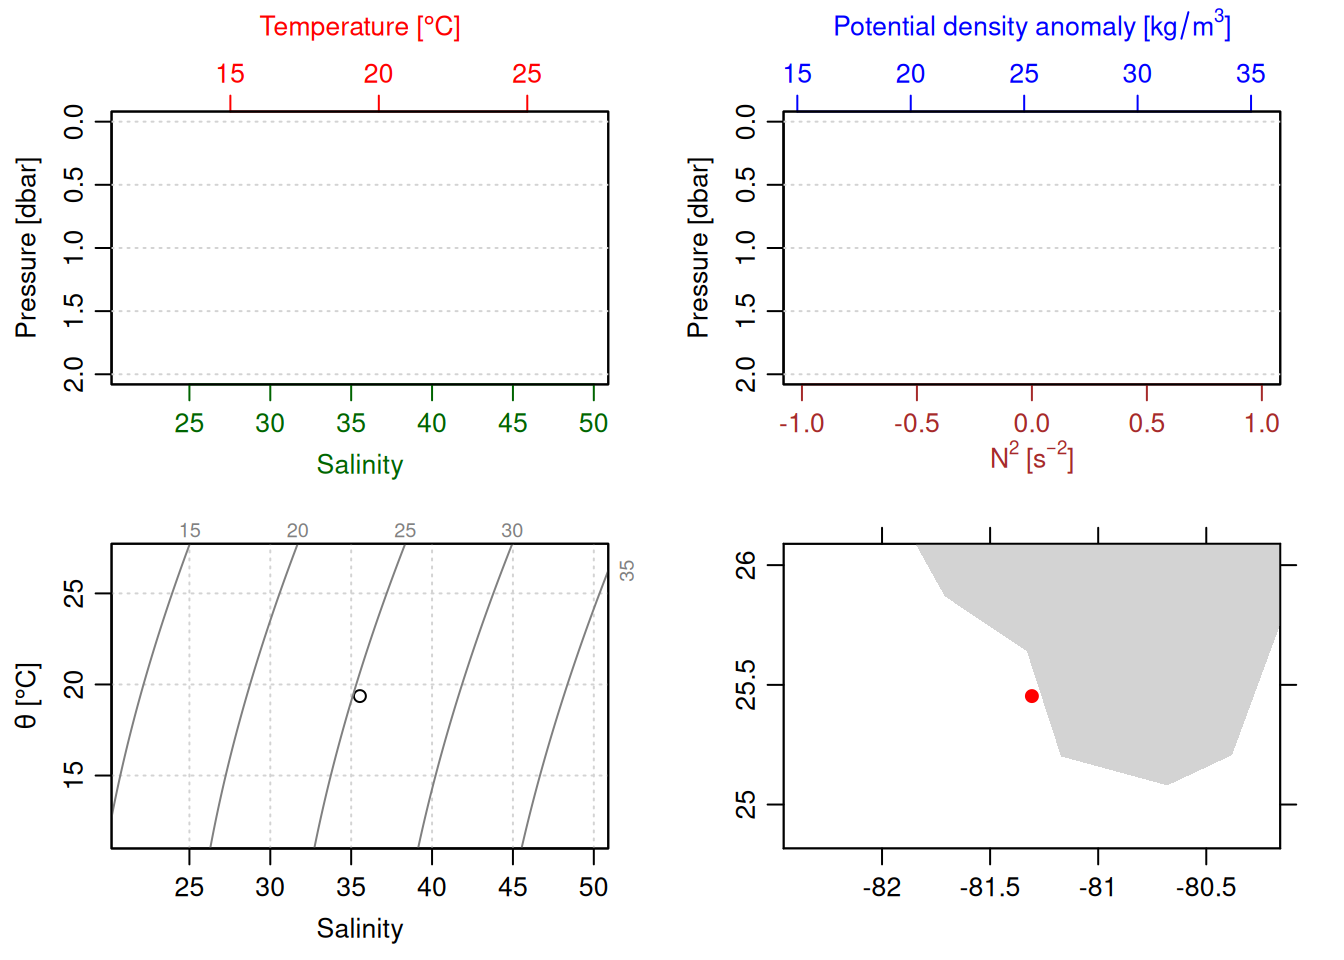 Temperature [°C]
15 20 25
0.0 0.5 1.0 1.5 2.0
Pressure [dbar]
25 30 35 40 45 50
Salinity
Potential density anomaly [kg/m³]
15 20 25 30 35
0.0 0.5 1.0 1.5 2.0
Pressure [dbar]
-1.0 -0.5 0.0 0.5 1.0
N² [s⁻²]
15 20 25 30
35
25 20 15
θ [°C]
25 30 35 40 45 50
Salinity
26 25.5 25
-82 -81.5 -81 -80.5